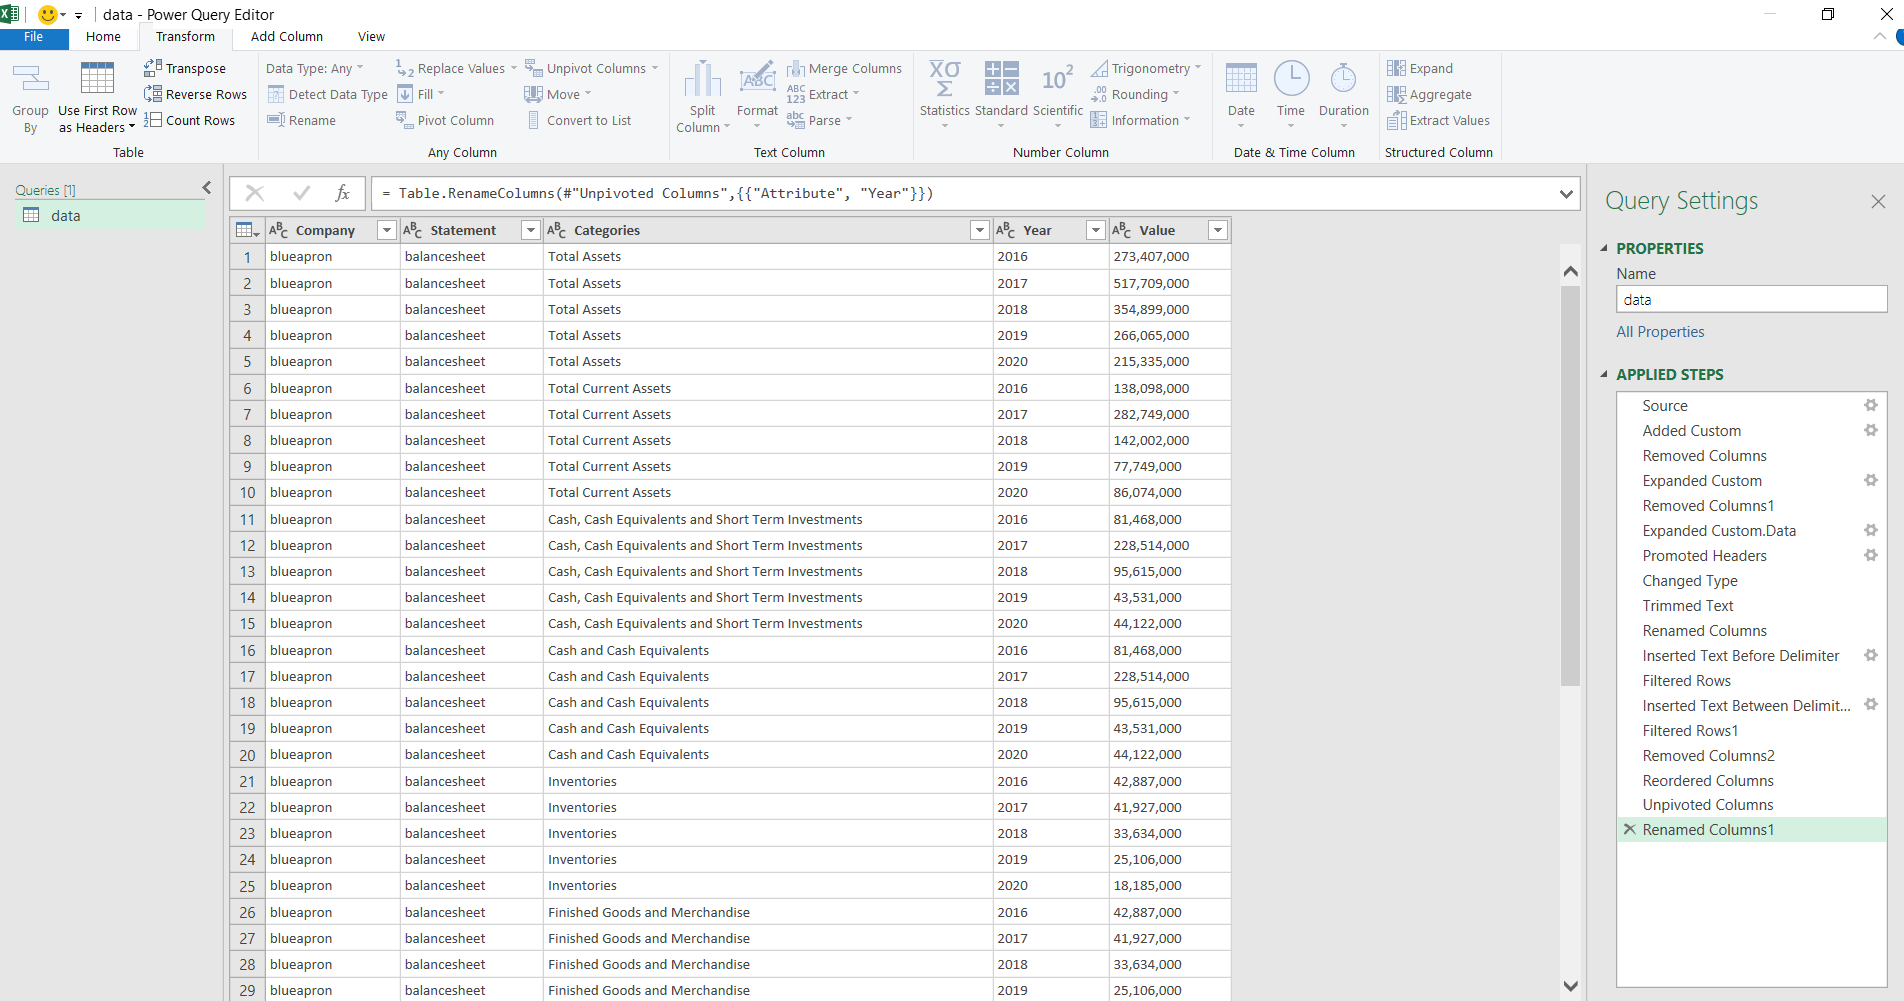 data - Power Query Editor
File Home Transform Add Column View
Group By
Use First Row as Headers
Transpose
Reverse Rows
Count Rows
Table
Data Type: Any
Detect Data Type
Rename
Replace Values
Fill
Pivot Column
Unpivot Columns
Move
Convert to List
Any Column
Split Column
Format
Merge Columns
Extract
Parse
Text Column
Statistics
Standard
Scientific
Trigonometry
Rounding
Information
Number Column
Date
Time
Duration
Date & Time Column
Expand
Aggregate
Extract Values
Structured Column
Queries [1]
data
fx
= Table.RenameColumns(#"Unpivoted Columns",{{"Attribute", "Year"}})
Company Statement Categories Year Value
1 blueapron balancesheet Total Assets 2016 273,407,000
2 blueapron balancesheet Total Assets 2017 517,709,000
3 blueapron balancesheet Total Assets 2018 354,899,000
4 blueapron balancesheet Total Assets 2019 266,065,000
5 blueapron balancesheet Total Assets 2020 215,335,000
6 blueapron balancesheet Total Current Assets 2016 138,098,000
7 blueapron balancesheet Total Current Assets 2017 282,749,000
8 blueapron balancesheet Total Current Assets 2018 142,002,000
9 blueapron balancesheet Total Current Assets 2019 77,749,000
10 blueapron balancesheet Total Current Assets 2020 86,074,000
11 blueapron balancesheet Cash, Cash Equivalents and Short Term Investments 2016 81,468,000
12 blueapron balancesheet Cash, Cash Equivalents and Short Term Investments 2017 228,514,000
13 blueapron balancesheet Cash, Cash Equivalents and Short Term Investments 2018 95,615,000
14 blueapron balancesheet Cash, Cash Equivalents and Short Term Investments 2019 43,531,000
15 blueapron balancesheet Cash, Cash Equivalents and Short Term Investments 2020 44,122,000
16 blueapron balancesheet Cash and Cash Equivalents 2016 81,468,000
17 blueapron balancesheet Cash and Cash Equivalents 2017 228,514,000
18 blueapron balancesheet Cash and Cash Equivalents 2018 95,615,000
19 blueapron balancesheet Cash and Cash Equivalents 2019 43,531,000
20 blueapron balancesheet Cash and Cash Equivalents 2020 44,122,000
21 blueapron balancesheet Inventories 2016 42,887,000
22 blueapron balancesheet Inventories 2017 41,927,000
23 blueapron balancesheet Inventories 2018 33,634,000
24 blueapron balancesheet Inventories 2019 25,106,000
25 blueapron balancesheet Inventories 2020 18,185,000
26 blueapron balancesheet Finished Goods and Merchandise 2016 42,887,000
27 blueapron balancesheet Finished Goods and Merchandise 2017 41,927,000
28 blueapron balancesheet Finished Goods and Merchandise 2018 33,634,000
29 blueapron balancesheet Finished Goods and Merchandise 2019 25,106,000
Query Settings
PROPERTIES
Name
data
All Properties
APPLIED STEPS
Source
Added Custom
Removed Columns
Expanded Custom
Removed Columns1
Expanded Custom.Data
Promoted Headers
Changed Type
Trimmed Text
Renamed Columns
Inserted Text Before Delimiter
Filtered Rows
Inserted Text Between Delimit...
Filtered Rows1
Removed Columns2
Reordered Columns
Unpivoted Columns
Renamed Columns1